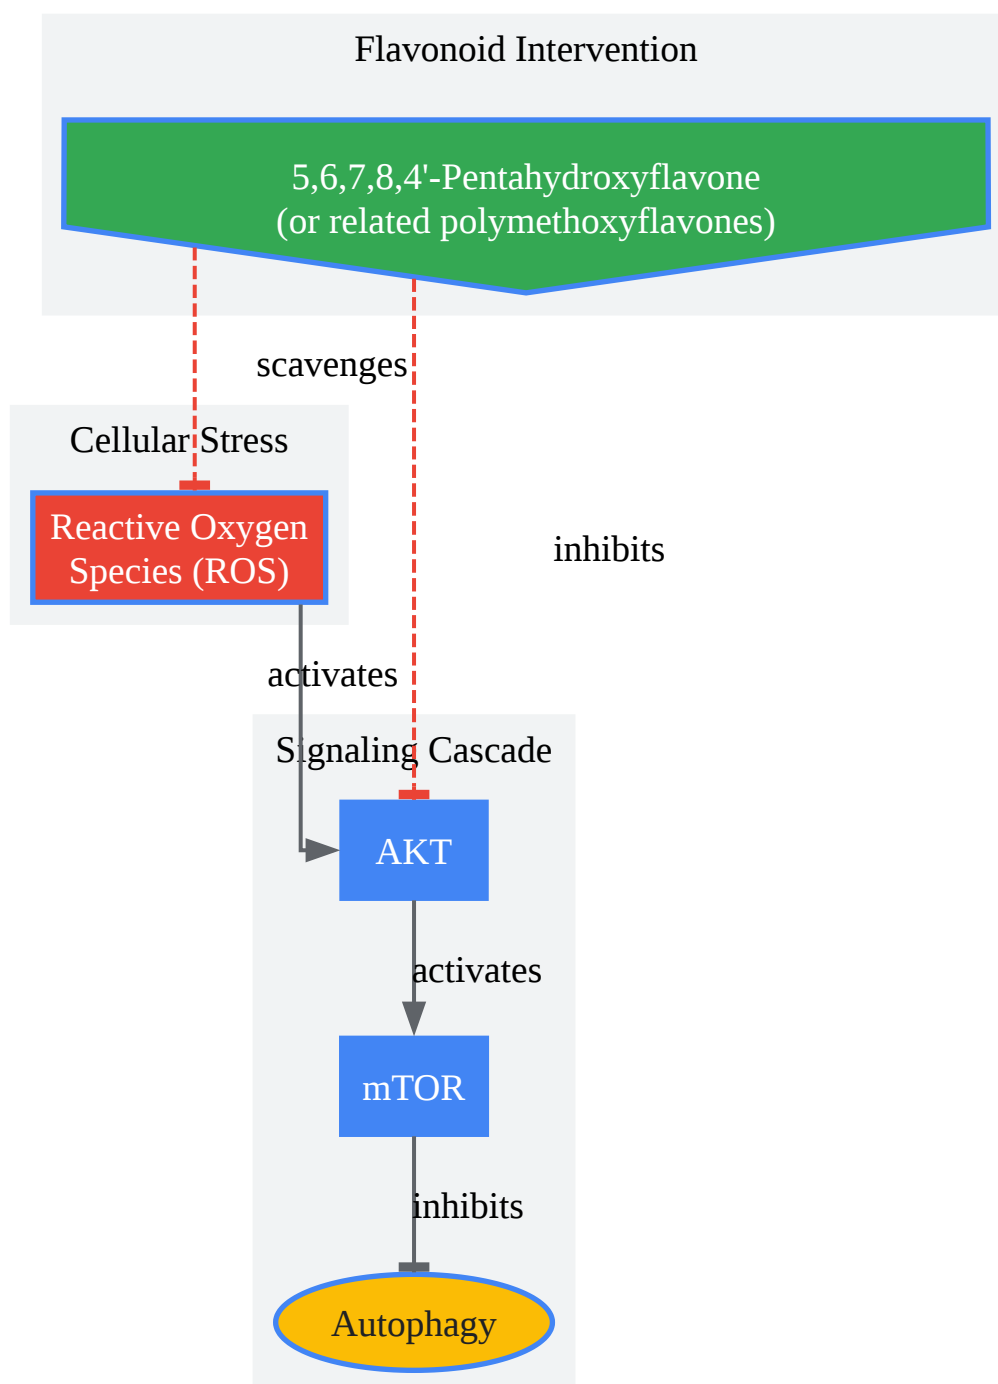 Flavonoid Intervention
5,6,7,8,4'-Pentahydroxyflavone
(or related polymethoxyflavones)
scavenges
Cellular Stress
Reactive Oxygen
Species (ROS)
inhibits
activates
Signaling Cascade
AKT
activates
mTOR
inhibits
Autophagy